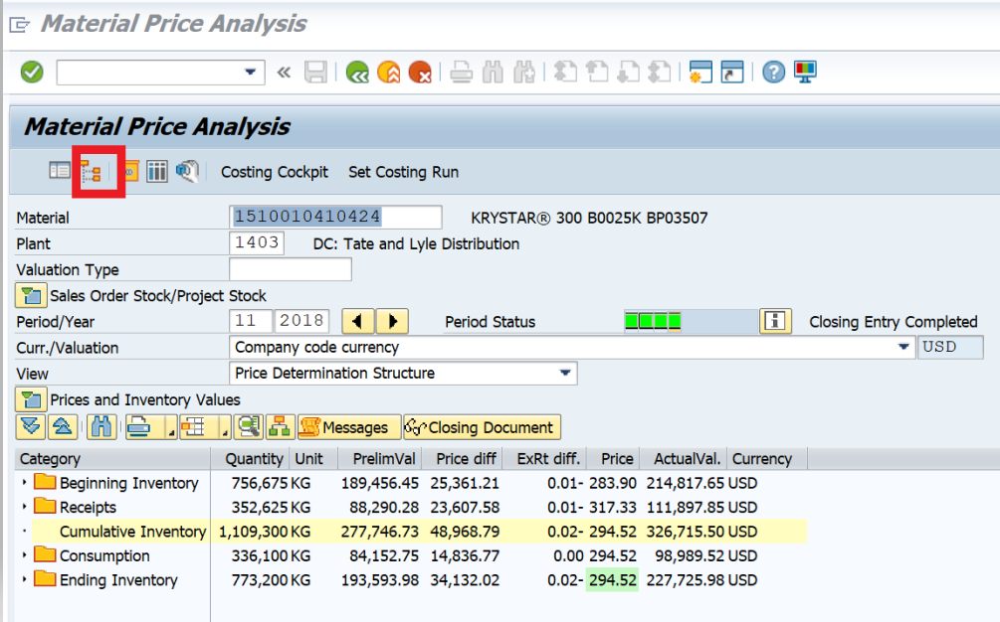 Material Price Analysis
Material Price Analysis
Costing Cockpit Set Costing Run
Material 1510010410424 KRYSTAR® 300 B0025K BP03507
Plant 1403 DC: Tate and Lyle Distribution
Valuation Type
Sales Order Stock/Project Stock
Period/Year 11 2018 Period Status Closing Entry Completed
Curr./Valuation Company code currency USD
View Price Determination Structure
Prices and Inventory Values
Messages Closing Document
Category Quantity Unit PrelimVal Price diff ExRt diff. Price ActualVal. Currency
Beginning Inventory 756,675 KG 189,456.45 25,361.21 0.01- 283.90 214,817.65 USD
Receipts 352,625 KG 88,290.28 23,607.58 0.01- 317.33 111,897.85 USD
Cumulative Inventory 1,109,300 KG 277,746.73 48,968.79 0.02- 294.52 326,715.50 USD
Consumption 336,100 KG 84,152.75 14,836.77 0.00 294.52 98,989.52 USD
Ending Inventory 773,200 KG 193,593.98 34,132.02 0.02- 294.52 227,725.98 USD